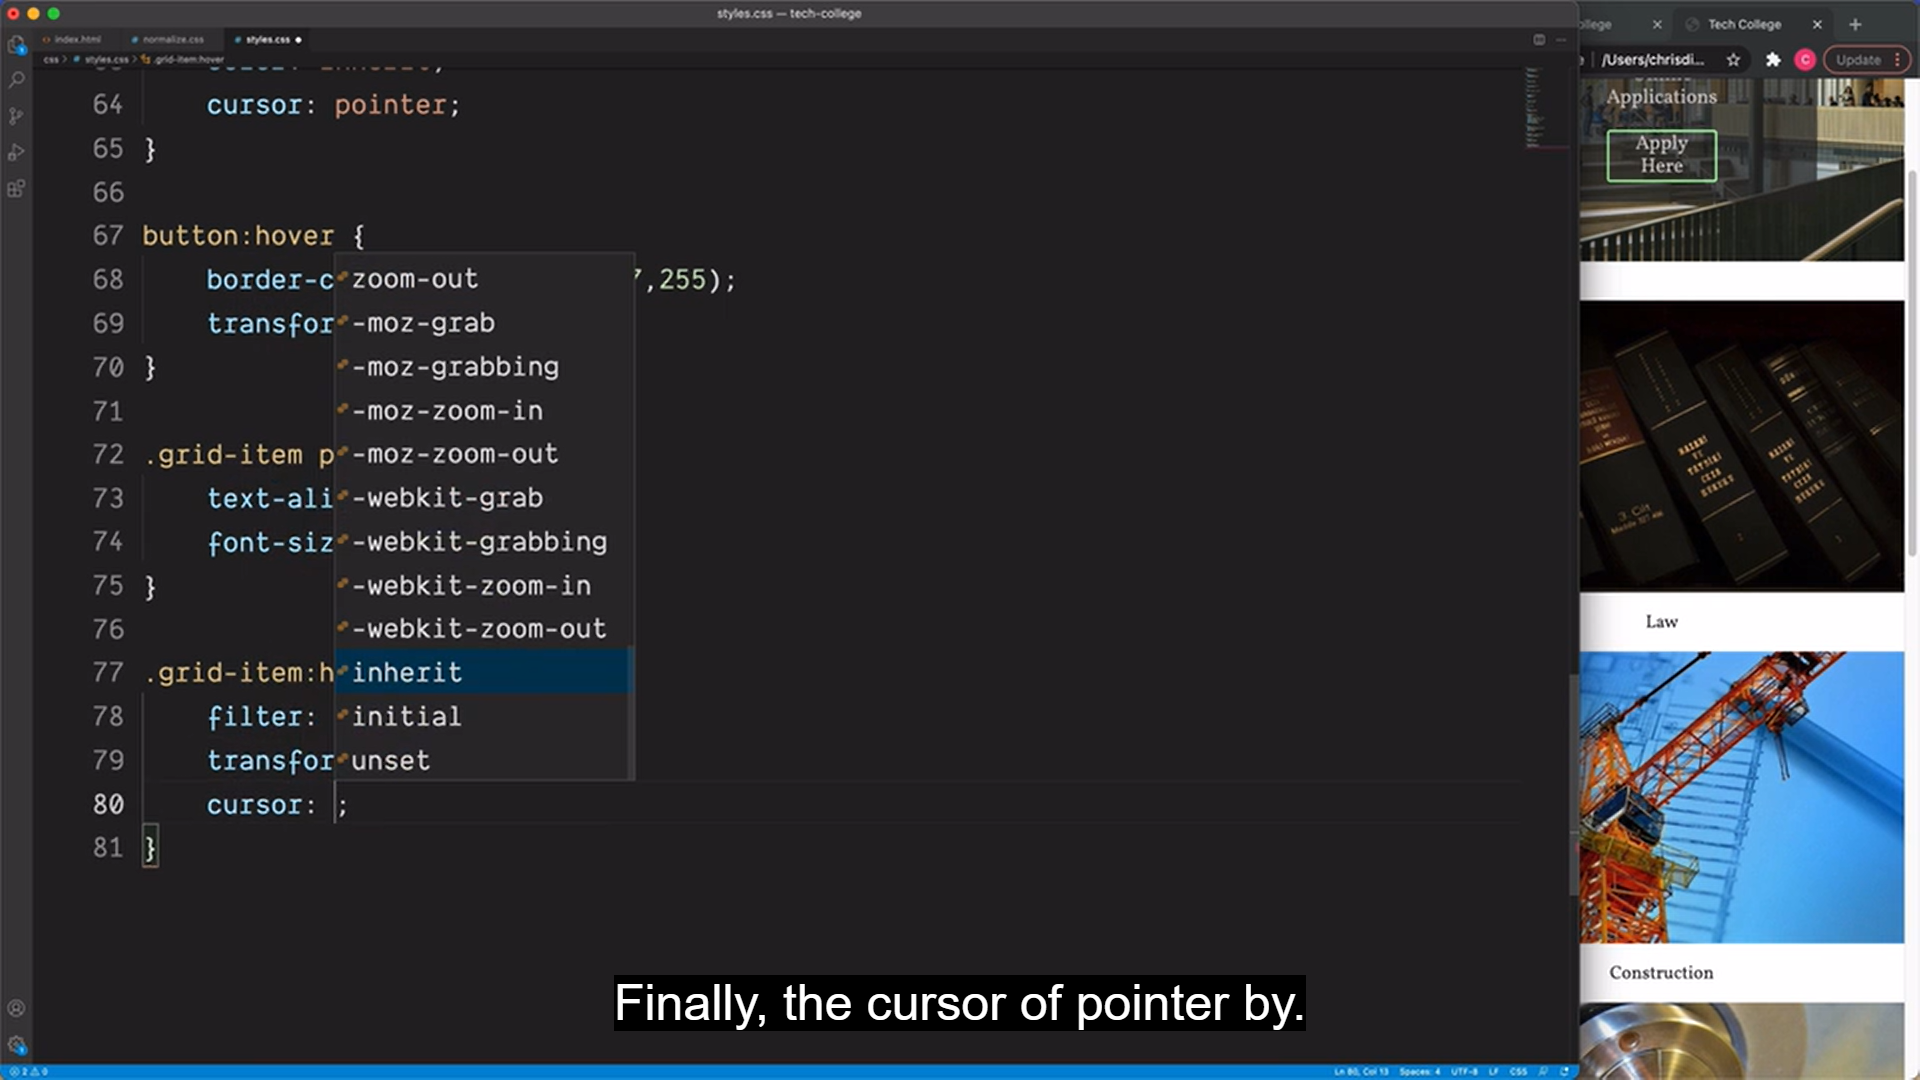 styles.css — tech-college
index.html
normalize.css
styles.css
css > # styles.css > .grid-item:hover
64 cursor: pointer;
65 }
66
67 button:hover {
68 border-c ,255);
69 transfor
70 }
71
72 .grid-item p
73 text-ali
74 font-siz
75 }
76
77 .grid-item:h
78 filter:
79 transfor
80 cursor: ;
81 }
zoom-out
-moz-grab
-moz-grabbing
-moz-zoom-in
-moz-zoom-out
-webkit-grab
-webkit-grabbing
-webkit-zoom-in
-webkit-zoom-out
inherit
initial
unset
Ln 80, Col 13 Spaces: 4 UTF-8 LF CSS
Tech College
/Users/chrisdi...
C
Update
Applications
Apply
Here
Law
Construction
Finally, the cursor of pointer by.